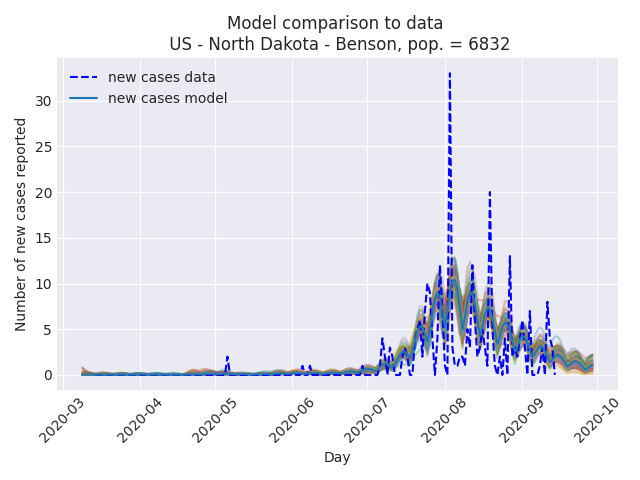 Model comparison to data
US - North Dakota - Benson, pop. = 6832
new cases data
new cases model
Number of new cases reported
30
25
20
15
10
5
0
2020-03
2020-04
2020-05
2020-06
2020-07
2020-08
2020-09
2020-10
Day